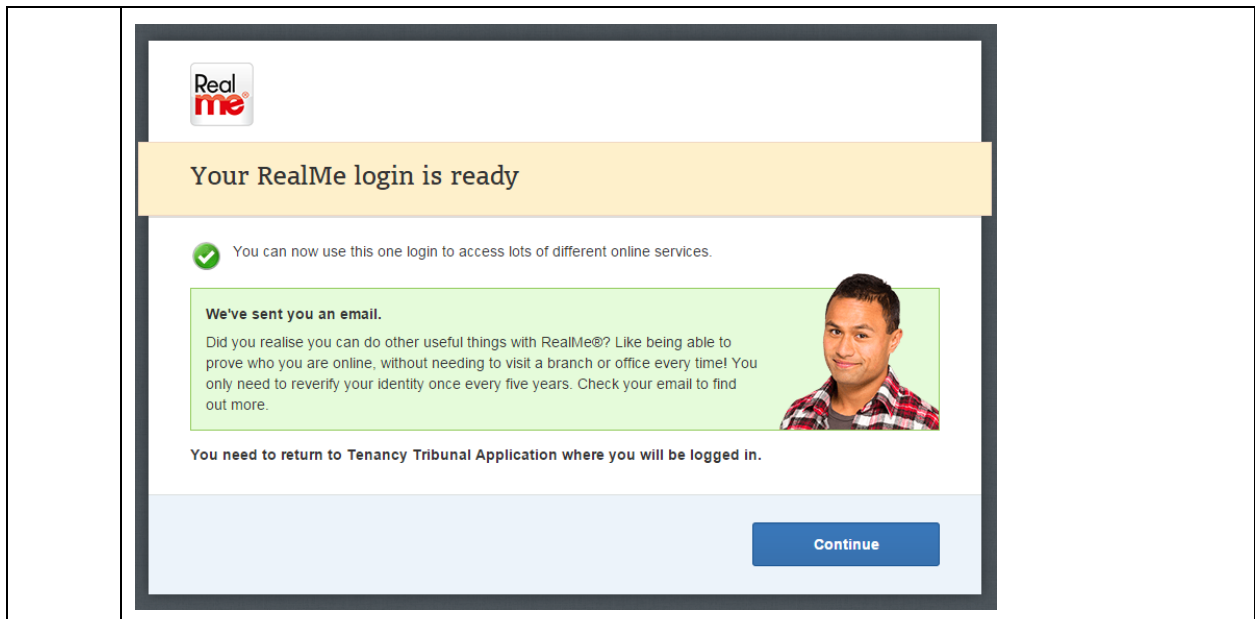 Real
me®
Your RealMe login is ready
You can now use this one login to access lots of different online services.
We've sent you an email.
Did you realise you can do other useful things with RealMe®? Like being able to
prove who you are online, without needing to visit a branch or office every time! You
only need to reverify your identity once every five years. Check your email to find
out more.
You need to return to Tenancy Tribunal Application where you will be logged in.
Continue